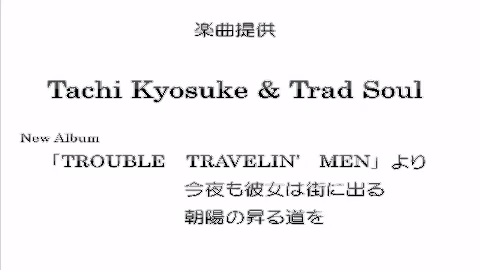 楽曲提供
Tachi Kyosuke & Trad Soul
New Album
「TROUBLE TRAVELIN' MEN」より
今夜も彼女は街に出る
朝陽の昇る道を